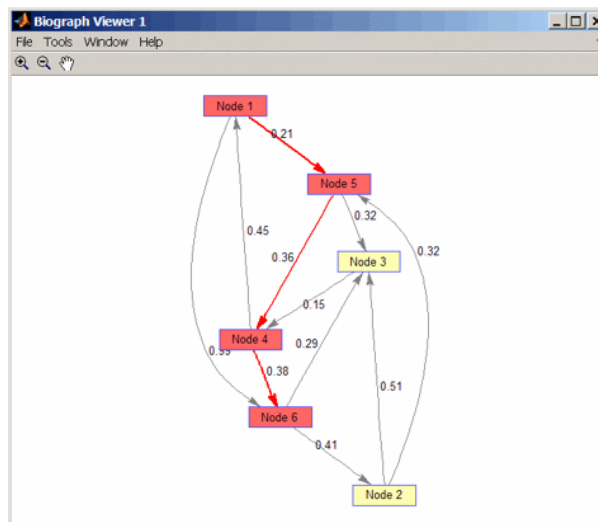 Biograph Viewer 1
File Tools Window Help
Node 1
0.21
Node 5
0.32
0.45
0.36
Node 3
0.32
0.15
Node 4
0.29
0.99
0.38
0.51
Node 6
0.41
Node 2